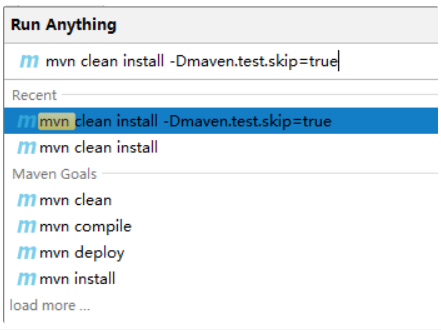 Run Anything
m mvn clean install -Dmaven.test.skip=true
Recent
m mvn clean install -Dmaven.test.skip=true
m mvn clean install
Maven Goals
m mvn clean
m mvn compile
m mvn deploy
m mvn install
load more ...